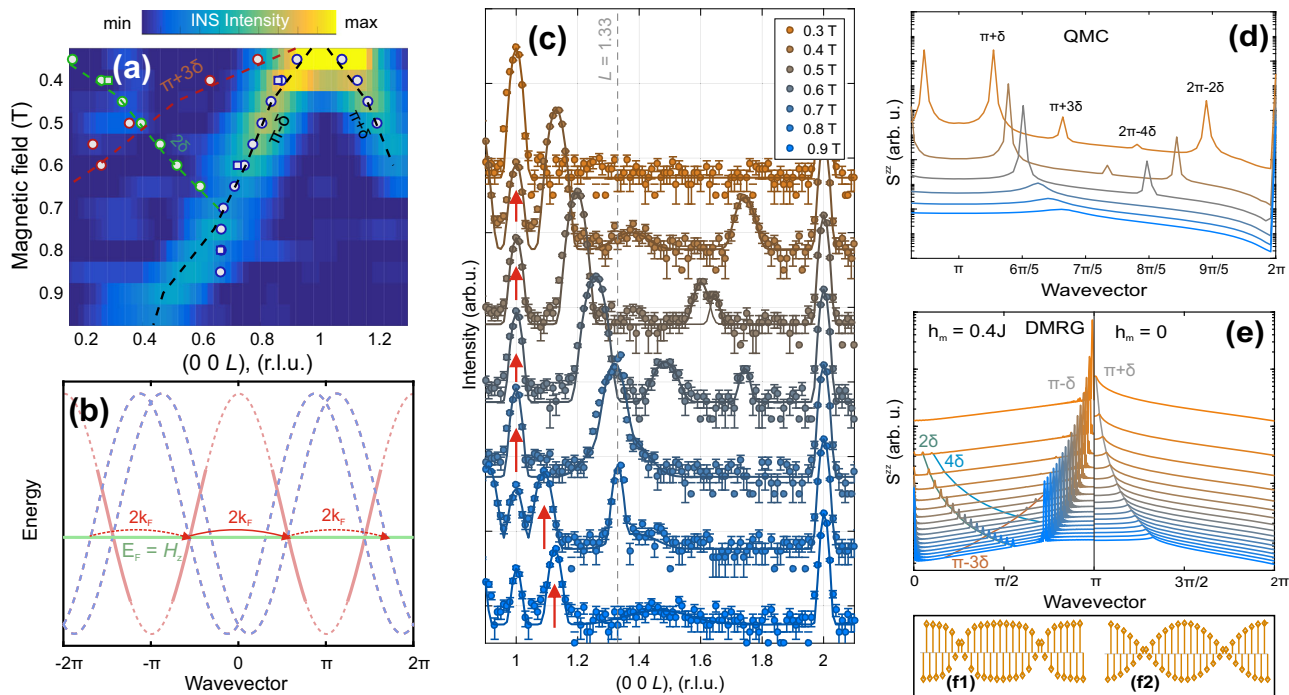 min INS Intensity max
(a)
π+3δ
2δ
π-δ
π+δ
0.4
0.5
0.6
0.7
0.8
0.9
Magnetic field (T)
0.2 0.4 0.6 0.8 1 1.2
(0 0 L), (r.l.u.)
(b)
2kF 2kF 2kF
EF = Hz
Energy
-2π -π 0 π 2π
Wavevector
(c)
L = 1.33
0.3 T
0.4 T
0.5 T
0.6 T
0.7 T
0.8 T
0.9 T
Intensity (arb.u.)
1 1.2 1.4 1.6 1.8 2
(0 0 L), (r.l.u.)
QMC
(d)
π+δ
π+3δ
2π-4δ
2π-2δ
S^zz (arb. u.)
π 6π/5 7π/5 8π/5 9π/5 2π
Wavevector
hm = 0.4J DMRG hm = 0
(e)
π-δ
π+δ
2δ
4δ
π-3δ
S^zz (arb. u.)
0 π/2 π 3π/2 2π
Wavevector
(f1) (f2)